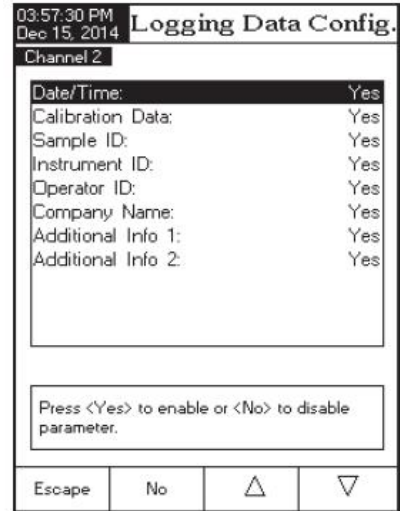 03:57:30 PM
Dec 15, 2014
Logging Data Config.
Channel 2
Date/Time: Yes
Calibration Data: Yes
Sample ID: Yes
Instrument ID: Yes
Operator ID: Yes
Company Name: Yes
Additional Info 1: Yes
Additional Info 2: Yes
Press <Yes> to enable or <No> to disable
parameter.
Escape No △ ▽